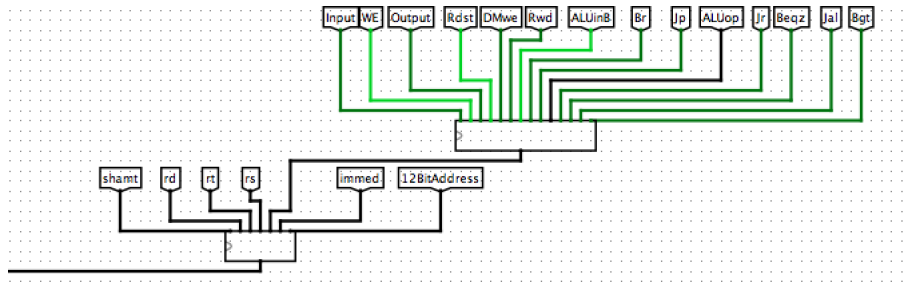 Input WE Output Rdst DMwe Rwd ALUinB Br Jp ALUop Jr Beqz Jal Bgt
shamt rd rt rs immed 12BitAddress